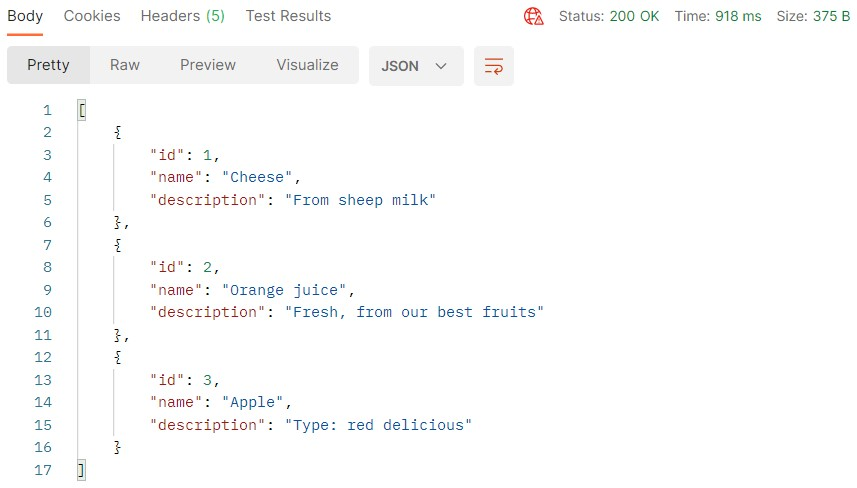 Body Cookies Headers (5) Test Results Status: 200 OK Time: 918 ms Size: 375 B
Pretty Raw Preview Visualize JSON
1 [
2 {
3 "id": 1,
4 "name": "Cheese",
5 "description": "From sheep milk"
6 },
7 {
8 "id": 2,
9 "name": "Orange juice",
10 "description": "Fresh, from our best fruits"
11 },
12 {
13 "id": 3,
14 "name": "Apple",
15 "description": "Type: red delicious"
16 }
17 ]